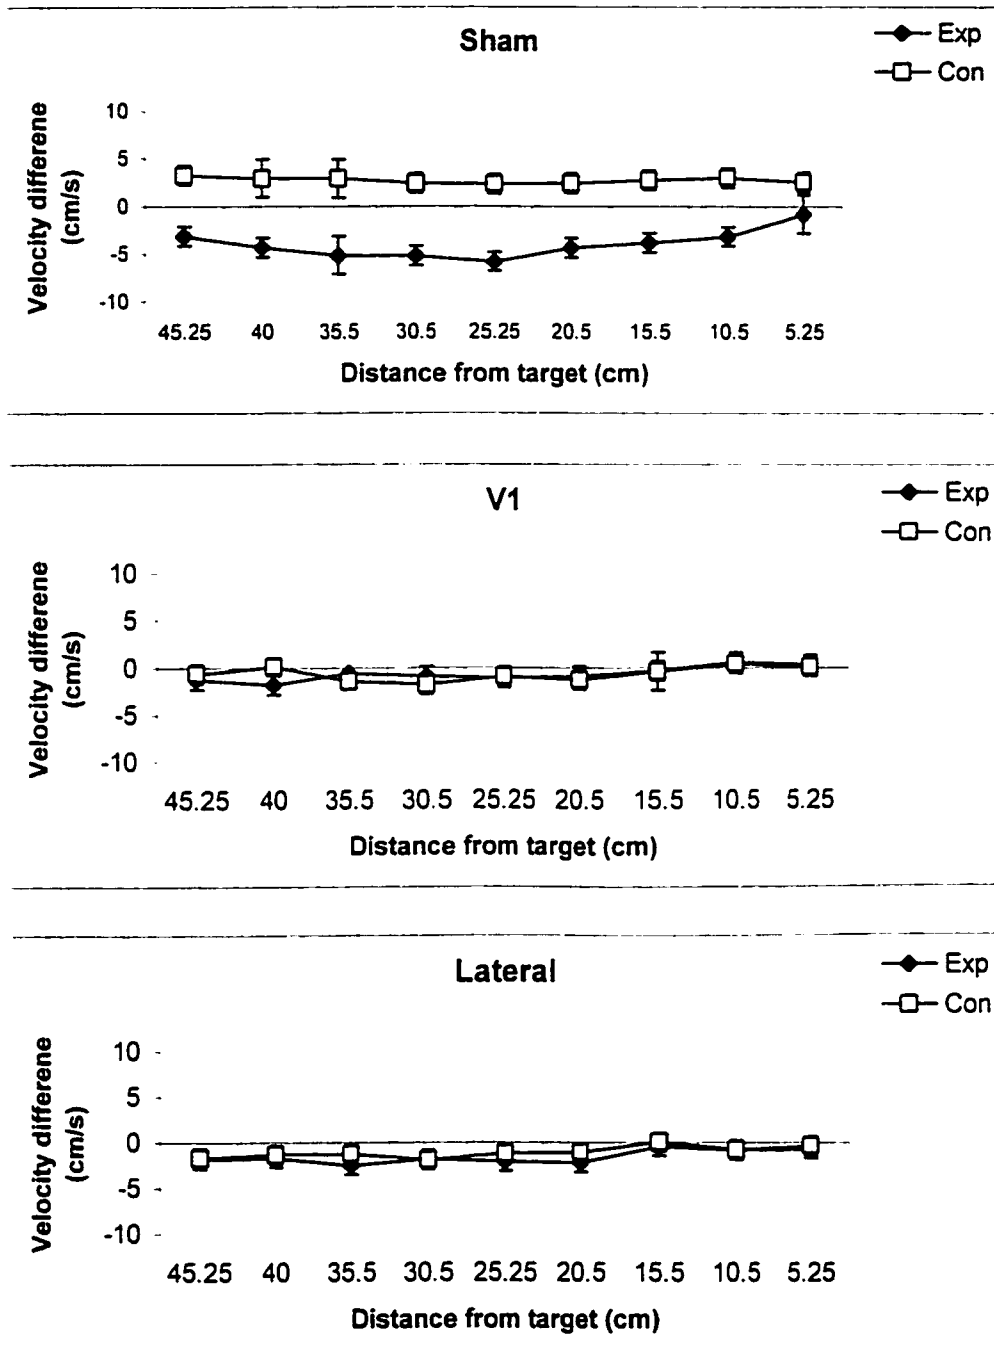 Sham
Exp
Con
Velocity differene
(cm/s)
10
5
0
-5
-10
45.25 40 35.5 30.5 25.25 20.5 15.5 10.5 5.25
Distance from target (cm)
V1
Exp
Con
Velocity differene
(cm/s)
10
5
0
-5
-10
45.25 40 35.5 30.5 25.25 20.5 15.5 10.5 5.25
Distance from target (cm)
Lateral
Exp
Con
Velocity differene
(cm/s)
10
5
0
-5
-10
45.25 40 35.5 30.5 25.25 20.5 15.5 10.5 5.25
Distance from target (cm)